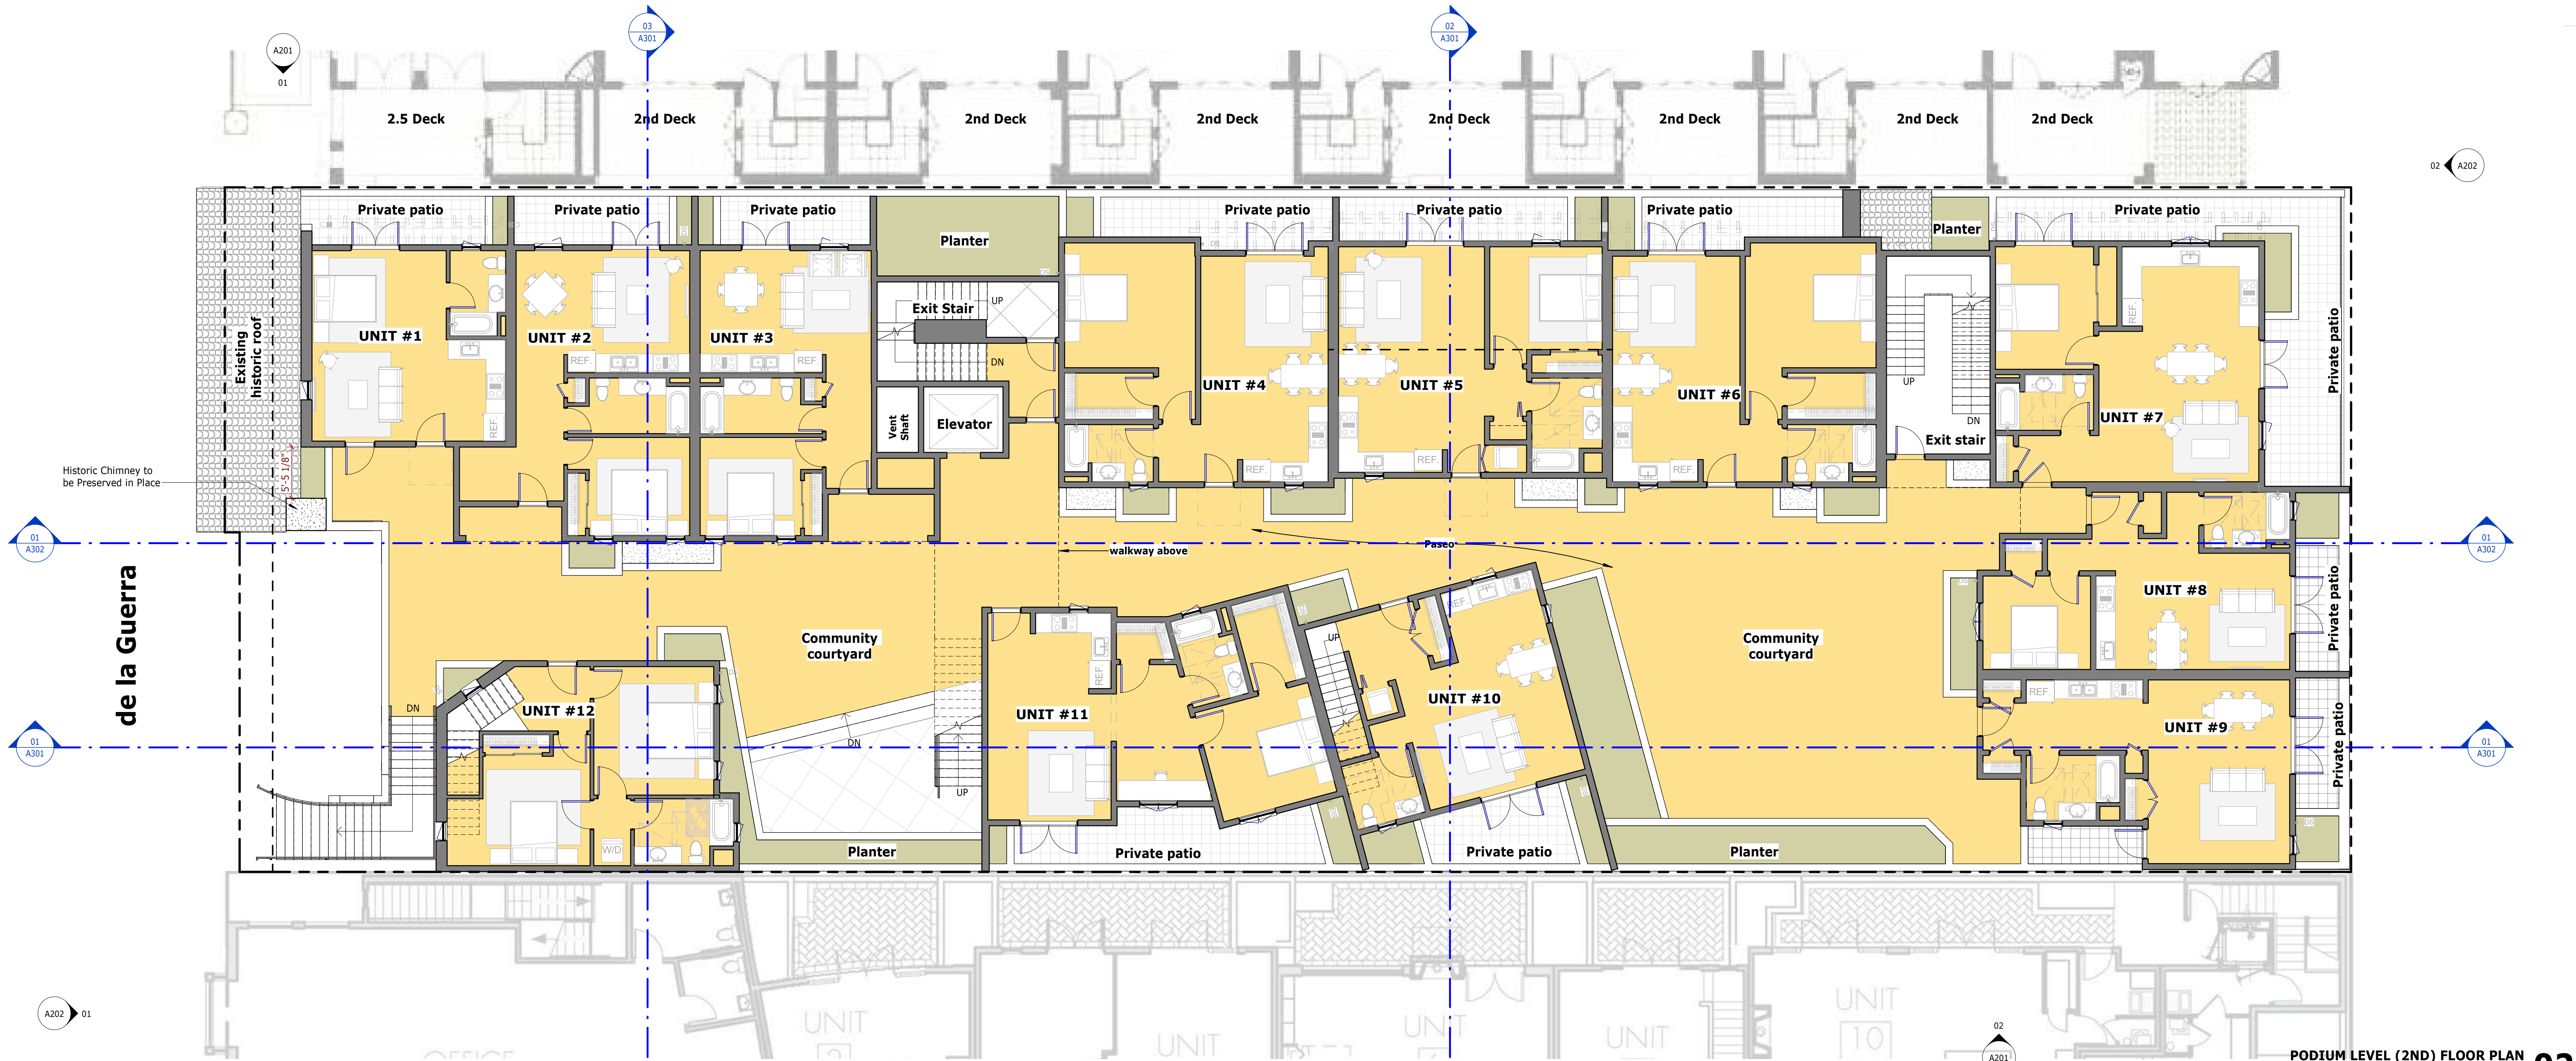 03
A301
02
A301
A201
01
2.5 Deck
2nd Deck
2nd Deck
2nd Deck
2nd Deck
2nd Deck
2nd Deck
2nd Deck
02
A202
Private patio
Private patio
Private patio
Planter
Private patio
Private patio
Private patio
Planter
Private patio
Existing
historic roof
UNIT #1
UNIT #2
UNIT #3
REF.
REF.
REF.
Exit Stair
UP
DN
Vent
Shaft
Elevator
UNIT #4
REF.
UNIT #5
REF.
UNIT #6
REF.
UP
DN
Exit stair
REF.
UNIT #7
Private patio
Historic Chimney to
be Preserved in Place
5'-5 1/8"
01
A302
walkway above
Paseo
01
A302
de la Guerra
Community
courtyard
Community
courtyard
UNIT #8
Private patio
DN
UNIT #12
W/D
DN
UP
UNIT #11
REF.
UP
REF.
UNIT #10
REF.
UNIT #9
Private patio
01
A301
01
A301
Planter
Private patio
Private patio
Planter
A202
01
OFFICE
UNIT
UNIT
UNIT
UNIT
UNIT
10
02
A201
PODIUM LEVEL (2ND) FLOOR PLAN